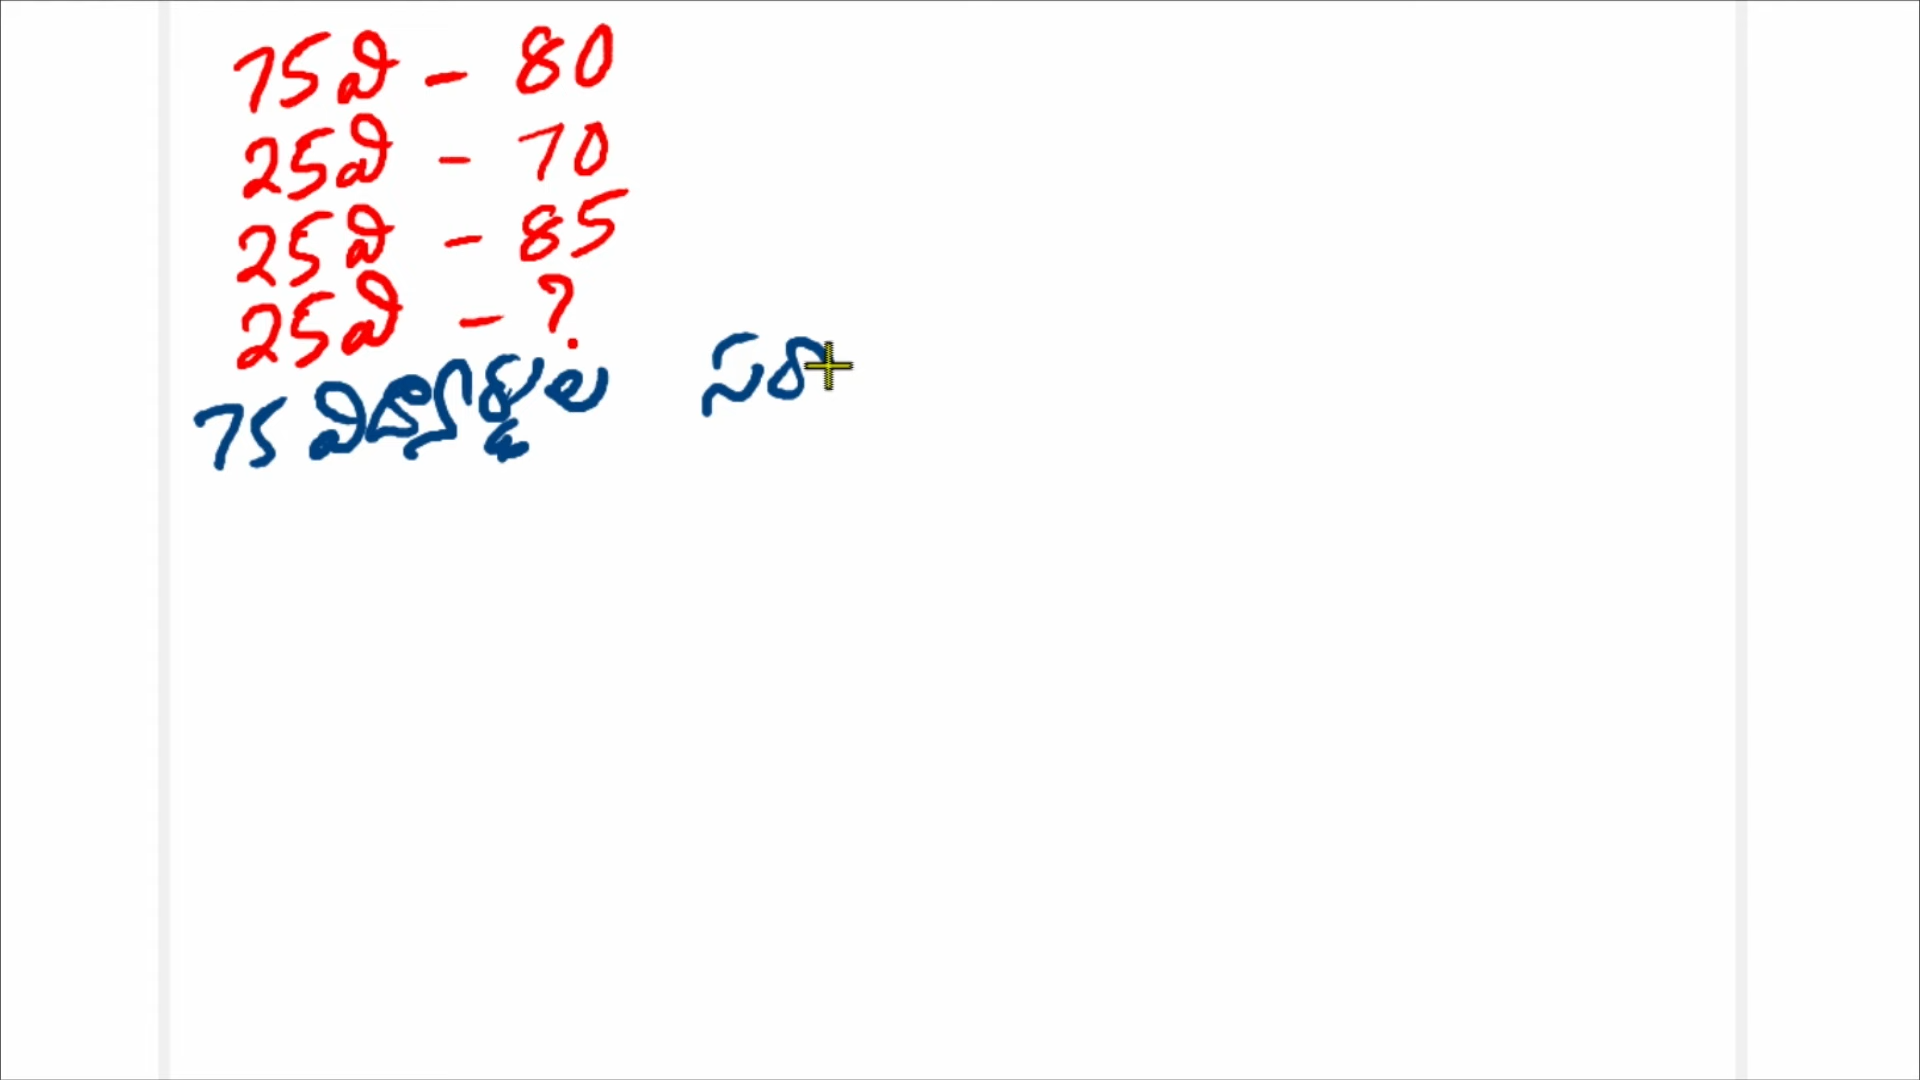 75వి - 80
25వి - 70
25వి - 85
25వి - ?
75 విద్యార్థుల సరా